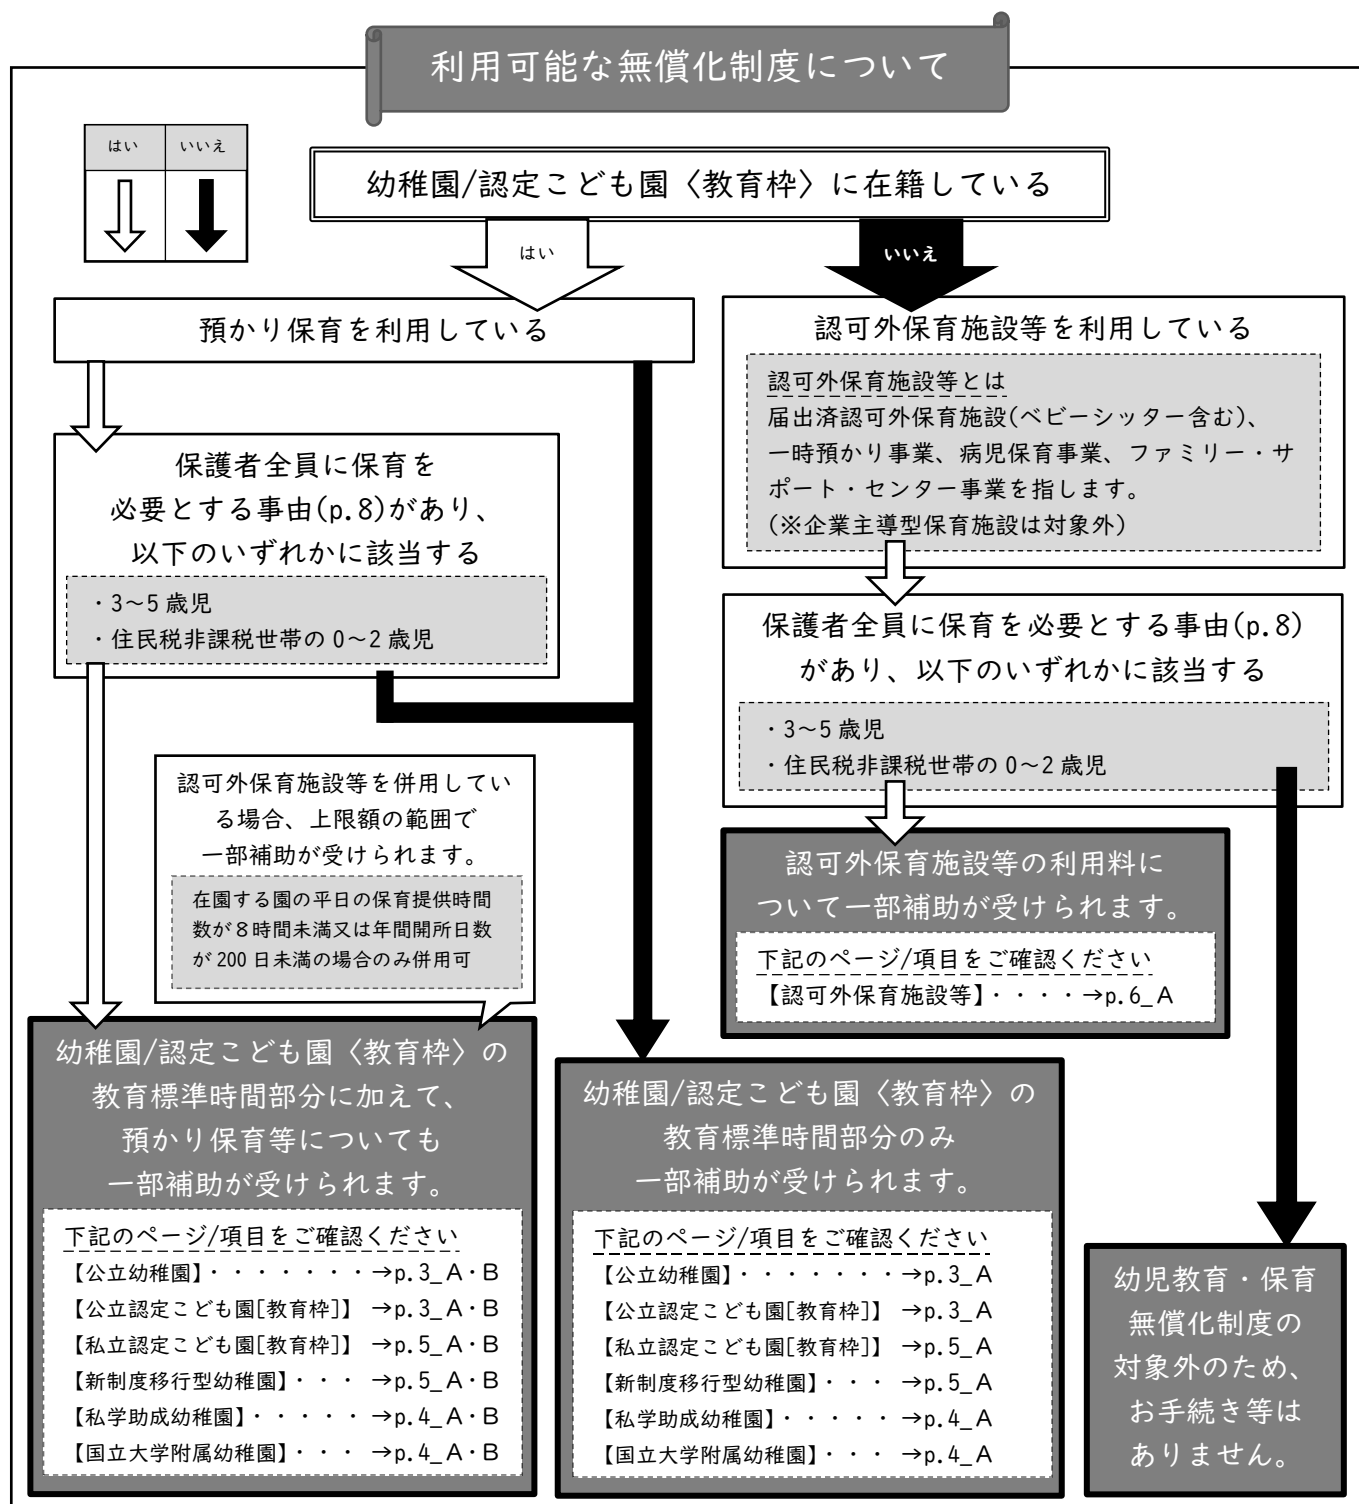 利用可能な無償化制度について
はい
いいえ
幼稚園/認定こども園〈教育枠〉に在籍している
はい
いいえ
預かり保育を利用している
保護者全員に保育を
必要とする事由(p.8)があり、
以下のいずれかに該当する
・3~5歳児
・住民税非課税世帯の0~2歳児
認可外保育施設等を利用している
認可外保育施設等とは
届出済認可外保育施設(ベビーシッター含む)、
一時預かり事業、病児保育事業、ファミリー・サ
ポート・センター事業を指します。
(※企業主導型保育施設は対象外)
保護者全員に保育を必要とする事由(p.8)
があり、以下のいずれかに該当する
・3~5歳児
・住民税非課税世帯の0~2歳児
認可外保育施設等を併用してい
る場合、上限額の範囲で
一部補助が受けられます。
在園する園の平日の保育提供時間
数が8時間未満又は年間開所日数
が200日未満の場合のみ併用可
認可外保育施設等の利用料に
ついて一部補助が受けられます。
下記のページ/項目をご確認ください
【認可外保育施設等】・・・・→p.6_A
幼稚園/認定こども園〈教育枠〉の
教育標準時間部分に加えて、
預かり保育等についても
一部補助が受けられます。
下記のページ/項目をご確認ください
【公立幼稚園】・・・・・・・→p.3_A・B
【公立認定こども園[教育枠]】 →p.3_A・B
【私立認定こども園[教育枠]】 →p.5_A・B
【新制度移行型幼稚園】・・・ →p.5_A・B
【私学助成幼稚園】・・・・・ →p.4_A・B
【国立大学附属幼稚園】・・・ →p.4_A・B
幼稚園/認定こども園〈教育枠〉の
教育標準時間部分のみ
一部補助が受けられます。
下記のページ/項目をご確認ください
【公立幼稚園】・・・・・・・→p.3_A
【公立認定こども園[教育枠]】 →p.3_A
【私立認定こども園[教育枠]】 →p.5_A
【新制度移行型幼稚園】・・・ →p.5_A
【私学助成幼稚園】・・・・・ →p.4_A
【国立大学附属幼稚園】・・・ →p.4_A
幼児教育・保育
無償化制度の
対象外のため、
お手続き等は
ありません。